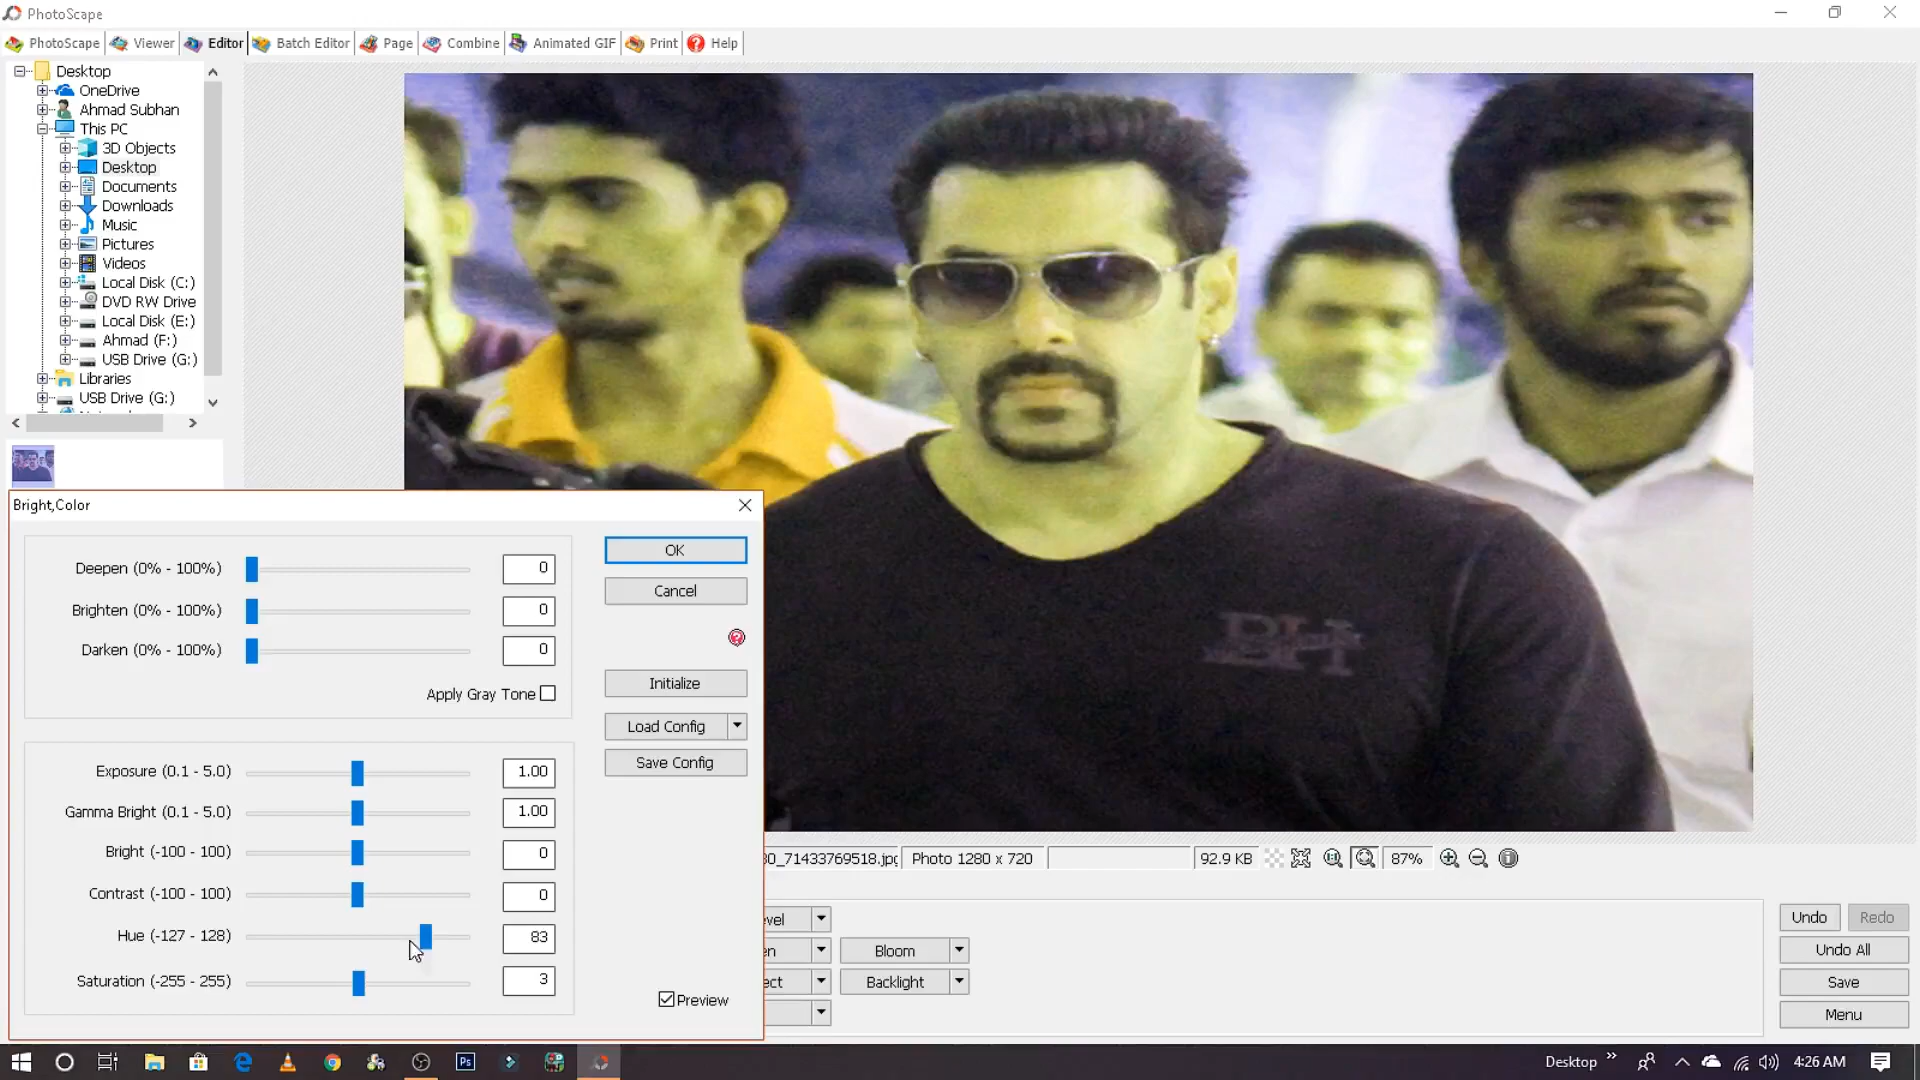 PhotoScape
PhotoScape Viewer Editor Batch Editor Page Combine Animated GIF Print Help
Desktop
OneDrive
Ahmad Subhan
This PC
3D Objects
Desktop
Documents
Downloads
Music
Pictures
Videos
Local Disk (C:)
DVD RW Drive
Local Disk (E:)
Ahmad (F:)
USB Drive (G:)
Libraries
USB Drive (G:)
Bright,Color
Deepen (0% - 100%) 0
Brighten (0% - 100%) 0
Darken (0% - 100%) 0
Apply Gray Tone
OK
Cancel
Initialize
Load Config
Save Config
Exposure (0.1 - 5.0) 1.00
Gamma Bright (0.1 - 5.0) 1.00
Bright (-100 - 100) 0
Contrast (-100 - 100) 0
Hue (-127 - 128) 83
Saturation (-255 - 255) 3
Preview
BH
30_71433769518.jpg Photo 1280 x 720 92.9 KB 87%
evel
en Bloom
ect Backlight
Undo Redo
Undo All
Save
Menu
Ps
Desktop 4:26 AM